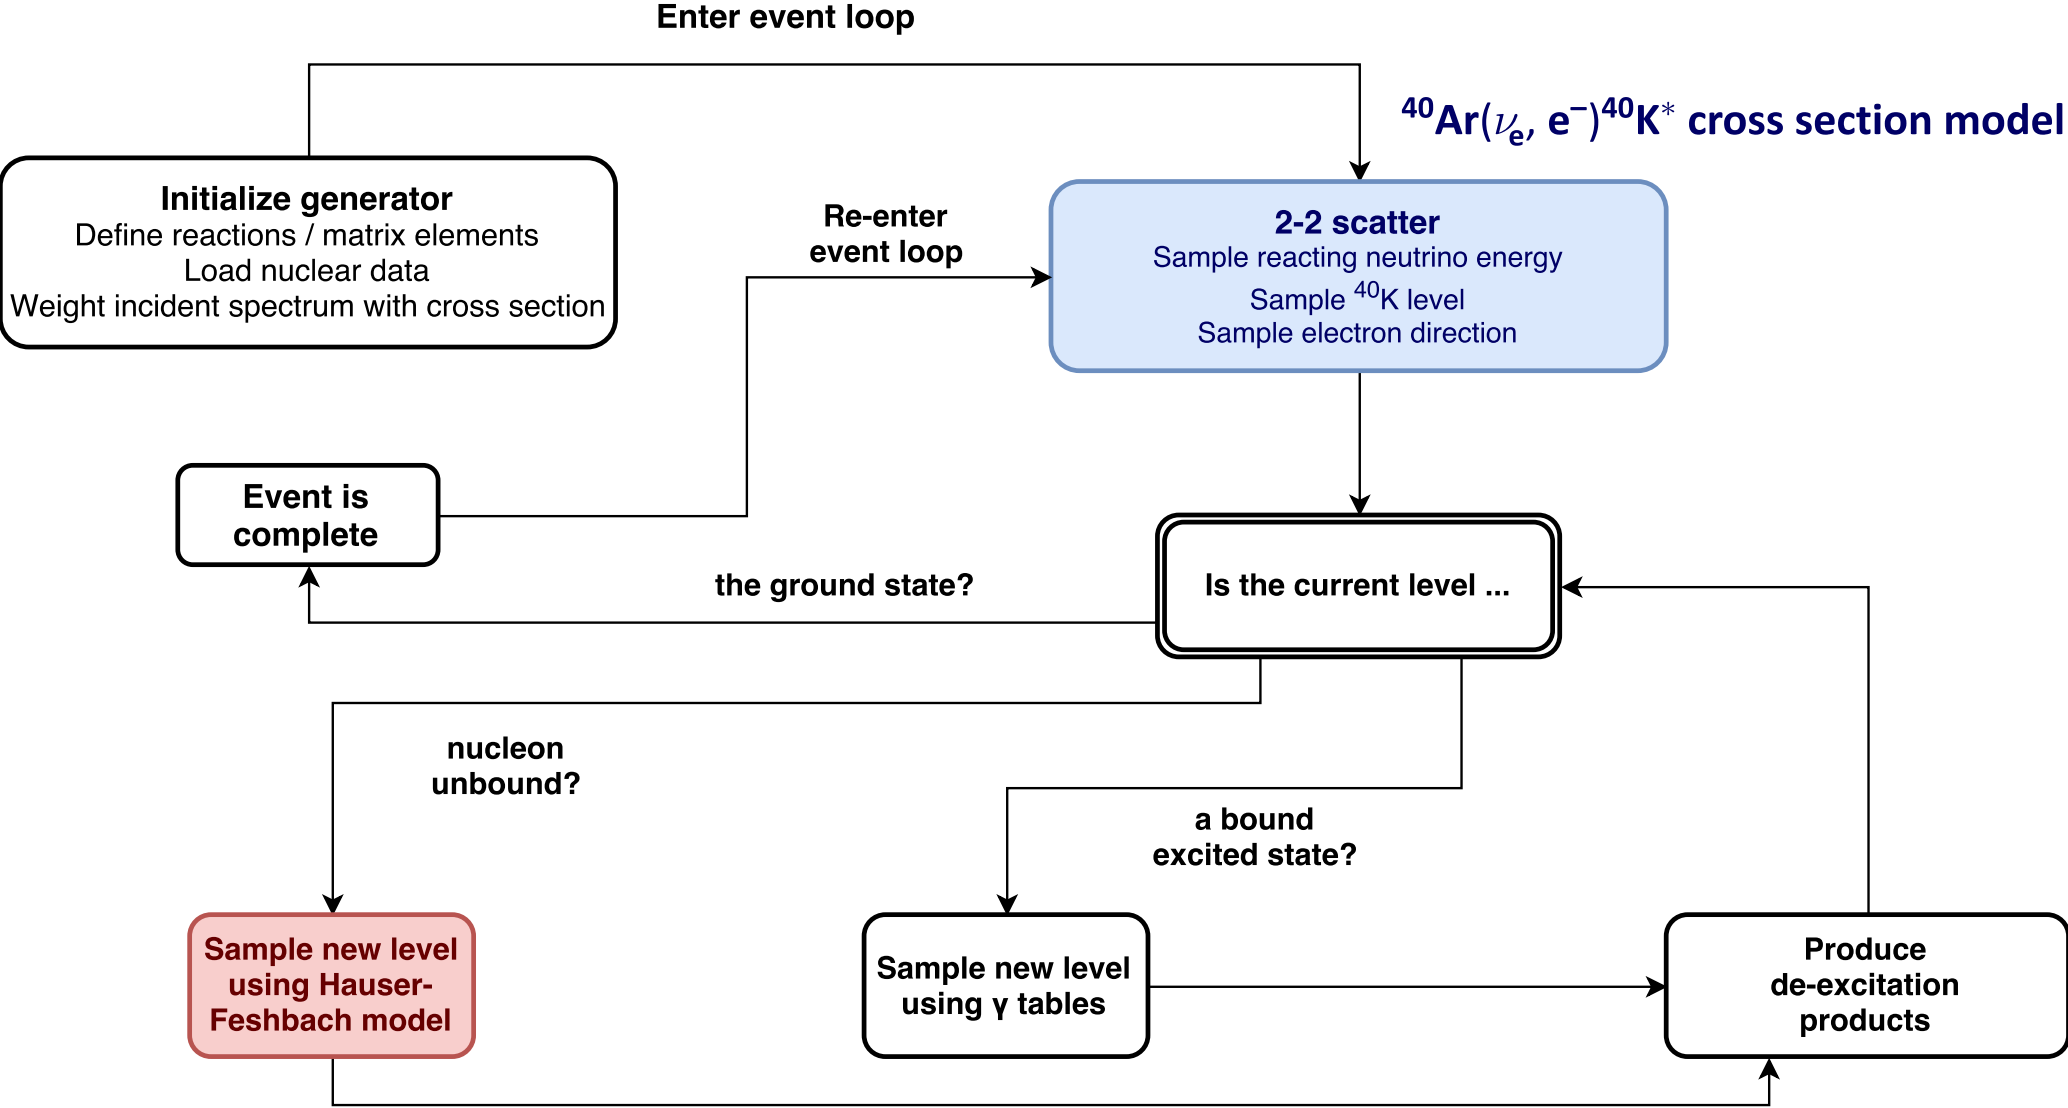 Enter event loop
⁴⁰Ar(νₑ, e⁻)⁴⁰K* cross section model
Initialize generator
Define reactions / matrix elements
Load nuclear data
Weight incident spectrum with cross section
Re-enter
event loop
2-2 scatter
Sample reacting neutrino energy
Sample ⁴⁰K level
Sample electron direction
Event is
complete
the ground state?
Is the current level ...
nucleon
unbound?
a bound
excited state?
Sample new level
using Hauser-
Feshbach model
Sample new level
using γ tables
Produce
de-excitation
products